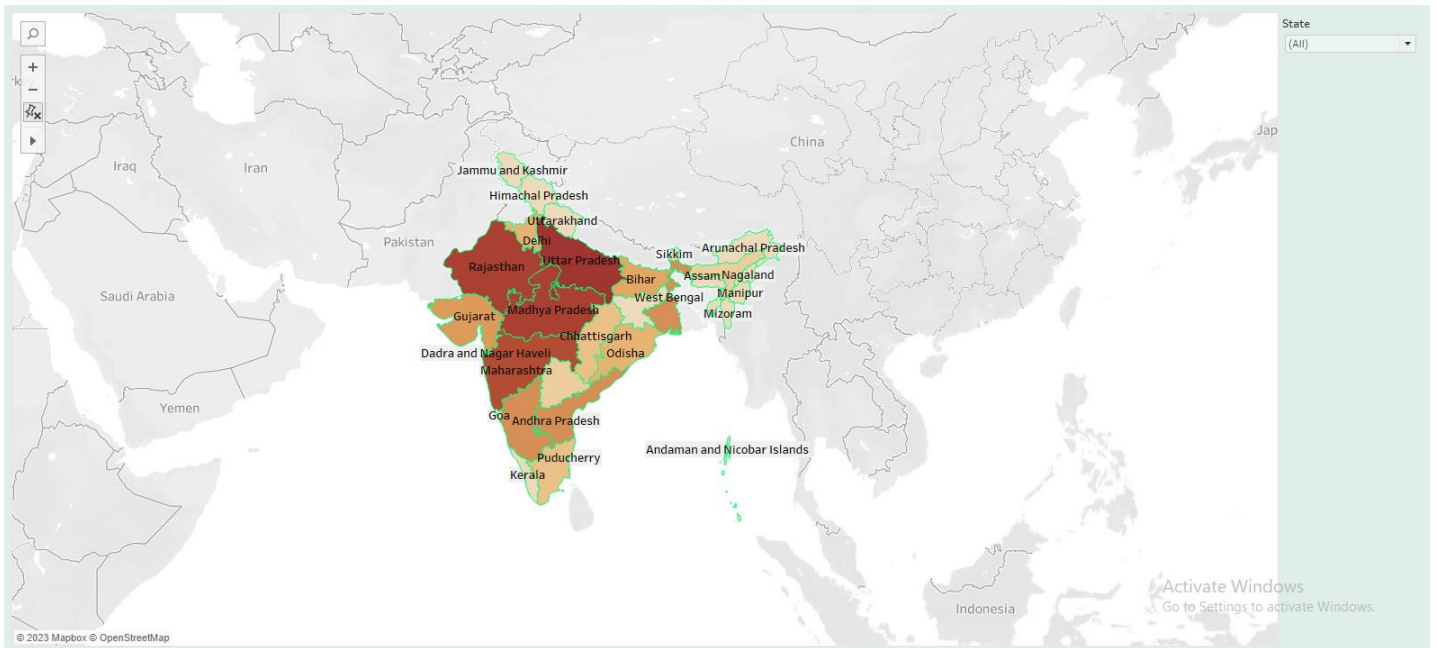 State
(All)
Jap
China
Jammu and Kashmir
Iraq
Iran
Himachal Pradesh
Uttarakhand
Pakistan
Delhi
Arunachal Pradesh
Sikkim
Uttar Pradesh
Rajasthan
Bihar
Assam
Nagaland
Saudi Arabia
West Bengal
Manipur
Madhya Pradesh
Mizoram
Gujarat
Chhattisgarh
Dadra and Nagar Haveli
Odisha
Maharashtra
Yemen
Goa
Andhra Pradesh
Andaman and Nicobar Islands
Puducherry
Kerala
Activate Windows
Go to Settings to activate Windows.
Indonesia
© 2023 Mapbox © OpenStreetMap